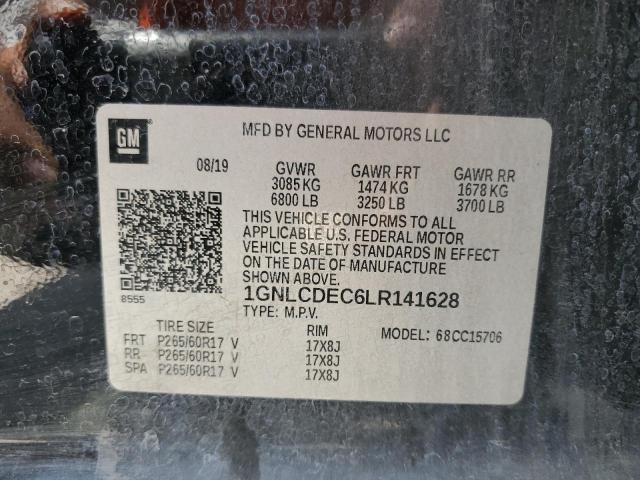 GM
MFD BY GENERAL MOTORS LLC
08/19 GVWR GAWR FRT GAWR RR
3085 KG 1474 KG 1678 KG
6800 LB 3250 LB 3700 LB
THIS VEHICLE CONFORMS TO ALL
APPLICABLE U.S. FEDERAL MOTOR
VEHICLE SAFETY STANDARDS IN EFFECT
ON THE DATE OF MANUFACTURE
SHOWN ABOVE.
8555 1GNLCDEC6LR141628
TYPE: M.P.V.
TIRE SIZE RIM MODEL: 68CC15706
FRT P265/60R17 V 17X8J
RR P265/60R17 V 17X8J
SPA P265/60R17 V 17X8J